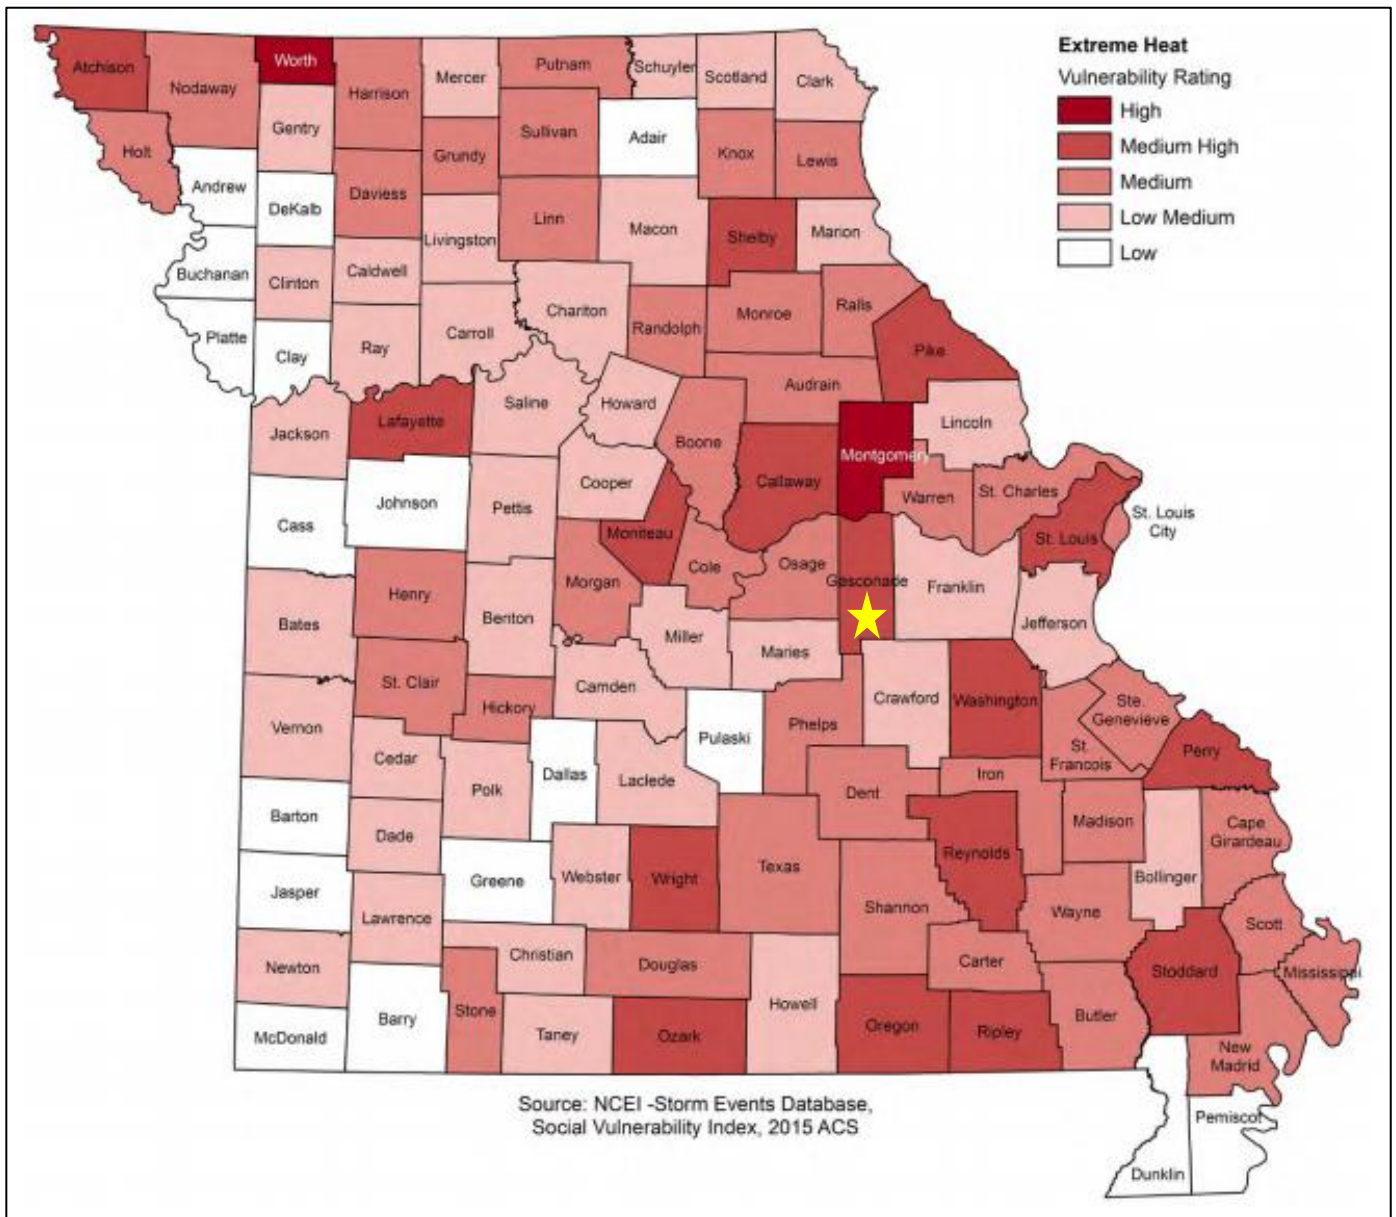 Extreme Heat
Vulnerability Rating
High
Medium High
Medium
Low Medium
Low
Atchison
Nodaway
Worth
Harrison
Mercer
Putnam
Schuyler
Scotland
Clark
Gentry
Holt
Andrew
DeKalb
Daviess
Grundy
Sullivan
Adair
Knox
Lewis
Buchanan
Clinton
Caldwell
Livingston
Linn
Macon
Shelby
Marion
Platte
Clay
Ray
Carroll
Chariton
Randolph
Monroe
Ralls
Pike
Audrain
Jackson
Lafayette
Saline
Howard
Boone
Callaway
Montgomery
Lincoln
Warren
St. Charles
St. Louis
St. Louis
City
Cass
Johnson
Pettis
Cooper
Moniteau
Cole
Osage
Gasconade
Franklin
Jefferson
Bates
Henry
Benton
Morgan
Miller
Maries
Vernon
St. Clair
Hickory
Camden
Pulaski
Phelps
Crawford
Washington
St.
Francois
Ste.
Genevieve
Perry
Cedar
Polk
Dallas
Laclede
Dent
Iron
Madison
Bollinger
Cape
Girardeau
Barton
Dade
Jasper
Greene
Webster
Wright
Texas
Shannon
Reynolds
Wayne
Lawrence
Christian
Douglas
Howell
Carter
Stoddard
Scott
Mississippi
Newton
McDonald
Barry
Stone
Taney
Ozark
Oregon
Ripley
Butler
New
Madrid
Pemiscot
Dunklin
Source: NCEI -Storm Events Database,
Social Vulnerability Index, 2015 ACS